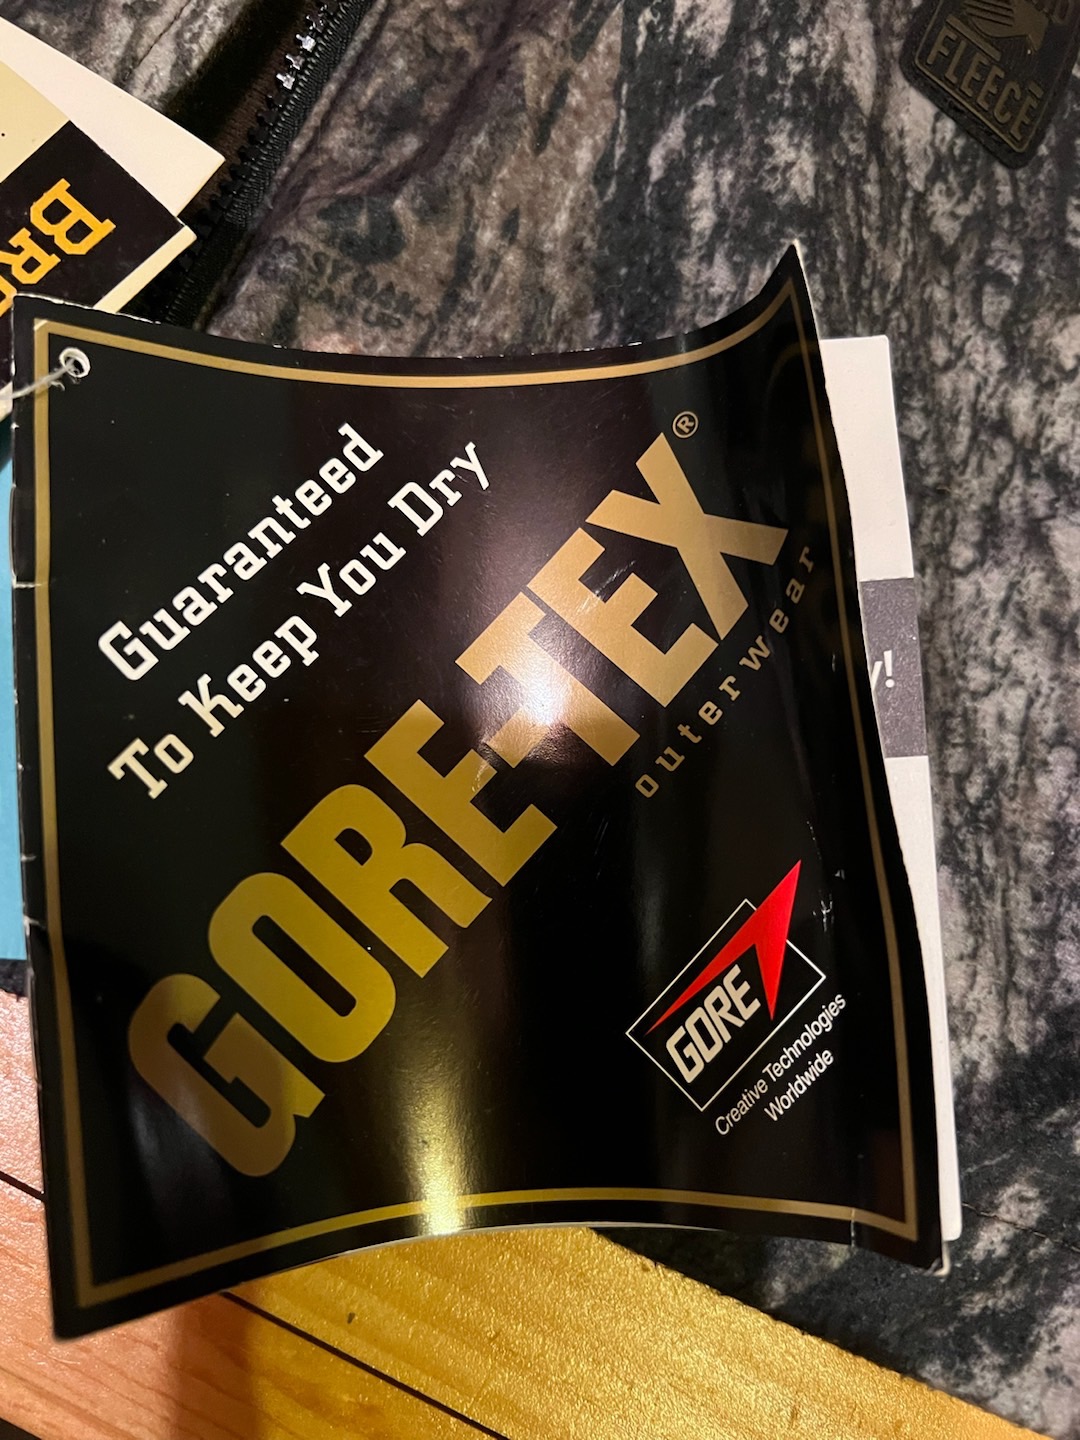 FLEECE
Guaranteed
To Keep You Dry
GORE-TEX®
outerwear
GORE
Creative Technologies
Worldwide